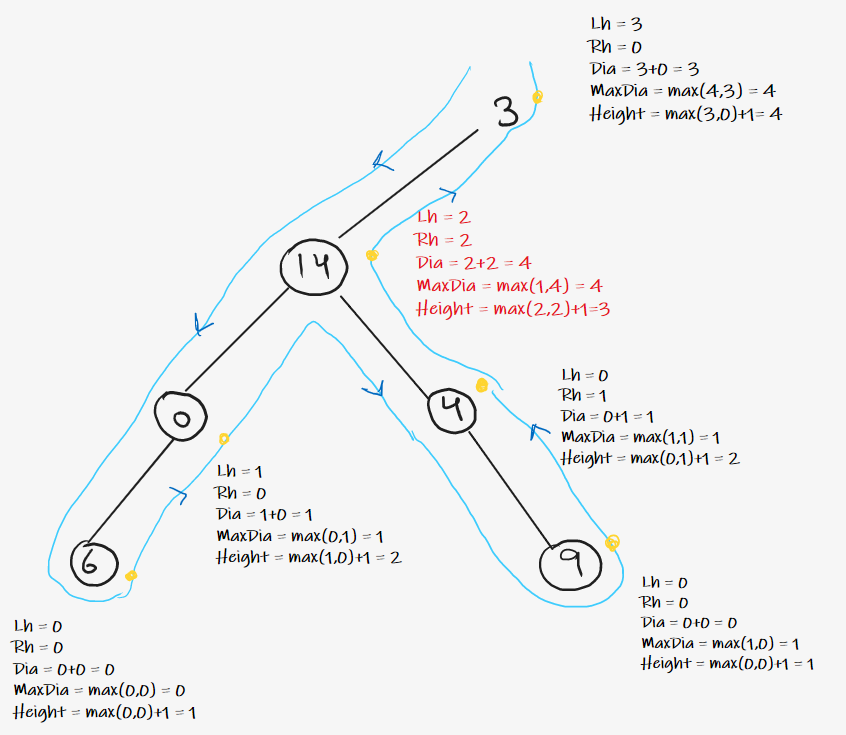 Lh = 3
Rh = 0
Dia = 3+0 = 3
MaxDia = max(4,3) = 4
Height = max(3,0)+1= 4
3
Lh = 2
Rh = 2
Dia = 2+2 = 4
MaxDia = max(1,4) = 4
Height = max(2,2)+1=3
14
0
4
Lh = 0
Rh = 1
Dia = 0+1 = 1
MaxDia = max(1,1) = 1
Height = max(0,1)+1 = 2
Lh = 1
Rh = 0
Dia = 1+0 = 1
MaxDia = max(0,1) = 1
Height = max(1,0)+1 = 2
6
9
Lh = 0
Rh = 0
Dia = 0+0 = 0
MaxDia = max(1,0) = 1
Height = max(0,0)+1 = 1
Lh = 0
Rh = 0
Dia = 0+0 = 0
MaxDia = max(0,0) = 0
Height = max(0,0)+1 = 1